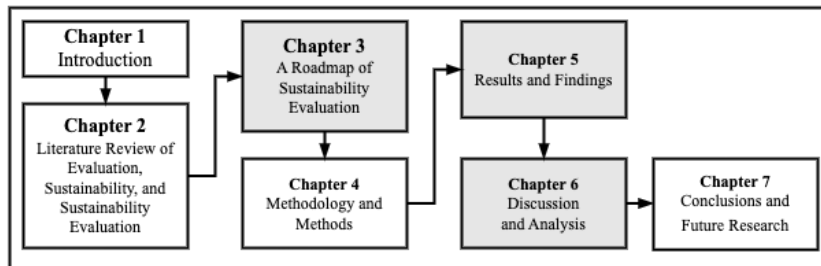 Chapter 1
Introduction
Chapter 2
Literature Review of
Evaluation,
Sustainability, and
Sustainability
Evaluation
Chapter 3
A Roadmap of
Sustainability
Evaluation
Chapter 4
Methodology and
Methods
Chapter 5
Results and Findings
Chapter 6
Discussion
and Analysis
Chapter 7
Conclusions and
Future Research